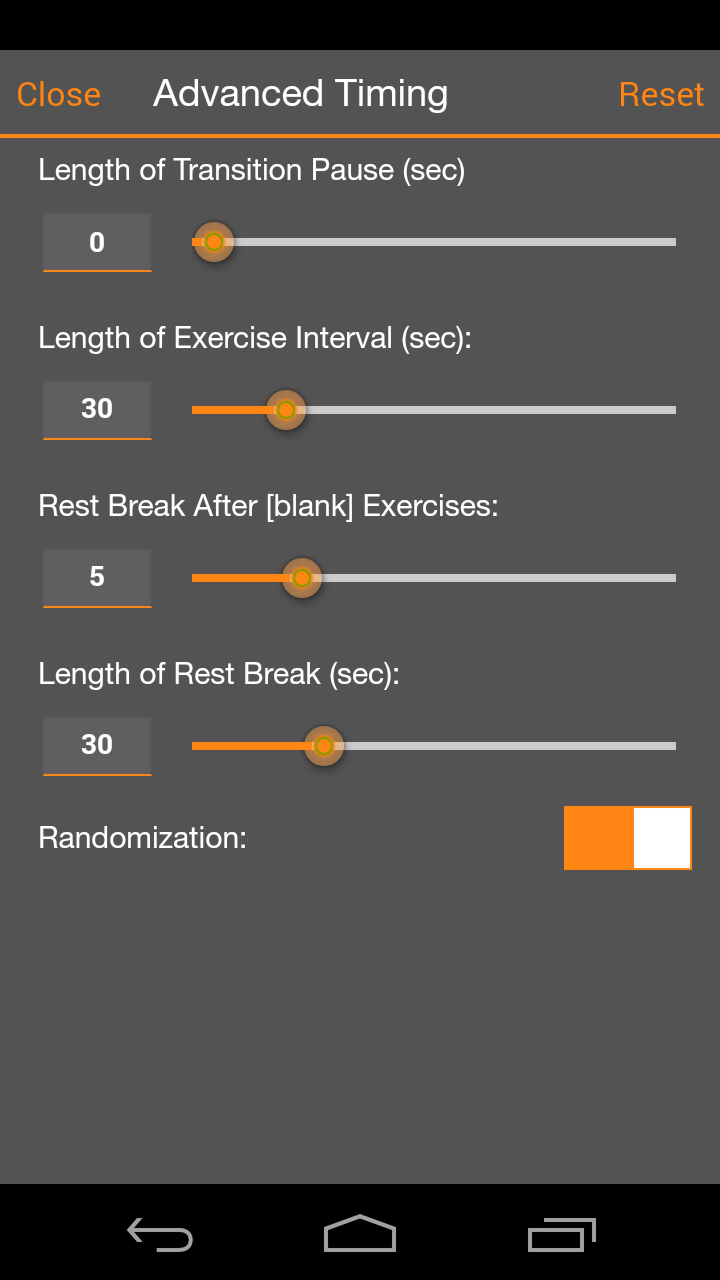 Close Advanced Timing Reset
Length of Transition Pause (sec)
0
Length of Exercise Interval (sec):
30
Rest Break After [blank] Exercises:
5
Length of Rest Break (sec):
30
Randomization: